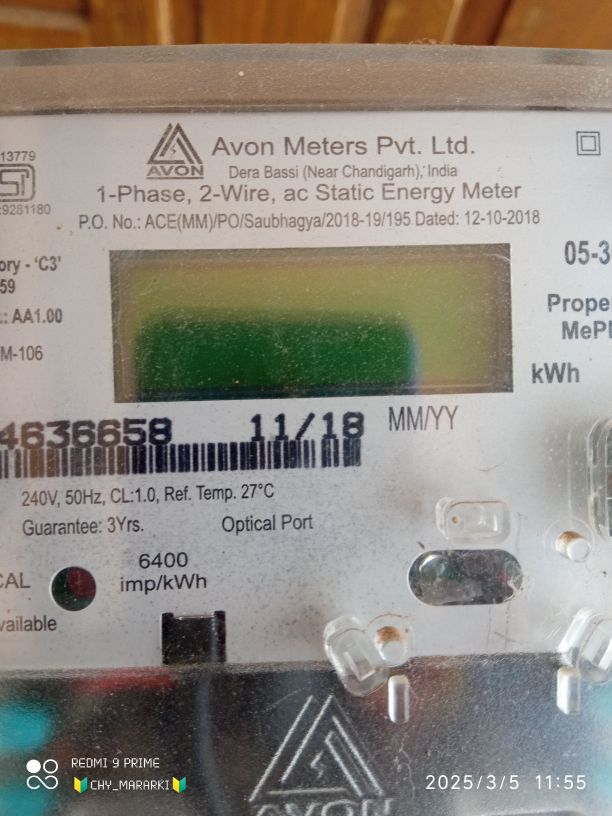 13779
9281180
AVON
Avon Meters Pvt. Ltd.
Dera Bassi (Near Chandigarh), India
1-Phase, 2-Wire, ac Static Energy Meter
P.O. No.: ACE(MM)/PO/Saubhagya/2018-19/195 Dated: 12-10-2018
ory - 'C3'
59
.: AA1.00
M-106
05-3
Prope
MePI
kWh
4636658 11/18 MM/YY
240V, 50Hz, CL:1.0, Ref. Temp. 27°C
Guarantee: 3Yrs. Optical Port
CAL
6400
imp/kWh
vailable
AVON
REDMI 9 PRIME
🔰CHY_MARARKI🔰
2025/3/5 11:55